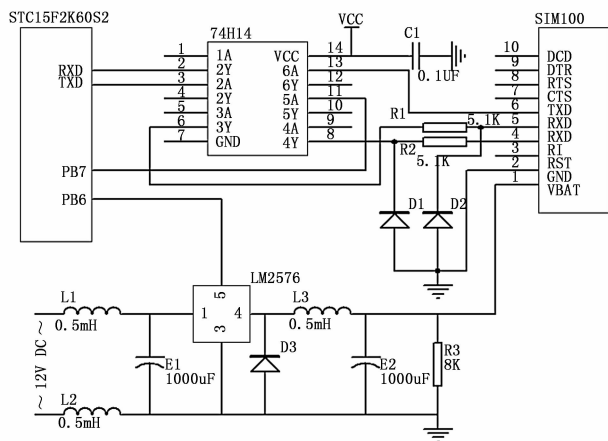 STC15F2K60S2
RXD
TXD
PB7
PB6
74H14
1 1A
2 2Y
3 2A
4 2Y
5 3A
6 3Y
7 GND
VCC 14
6A 13
6Y 12
5A 11
5Y 10
4A 9
4Y 8
VCC
C1
0.1UF
R1
5.1K
R2
5.1K
D1
D2
SIM100
10 DCD
9 DTR
8 RTS
7 CTS
6 TXD
5 RXD
4 RXD
3 RI
2 RST
GND
1 VBAT
LM2576
5
1 4
3
L1
0.5mH
L3
0.5mH
~ 12V DC ~
E1
1000uF
D3
E2
1000uF
R3
8K
L2
0.5mH